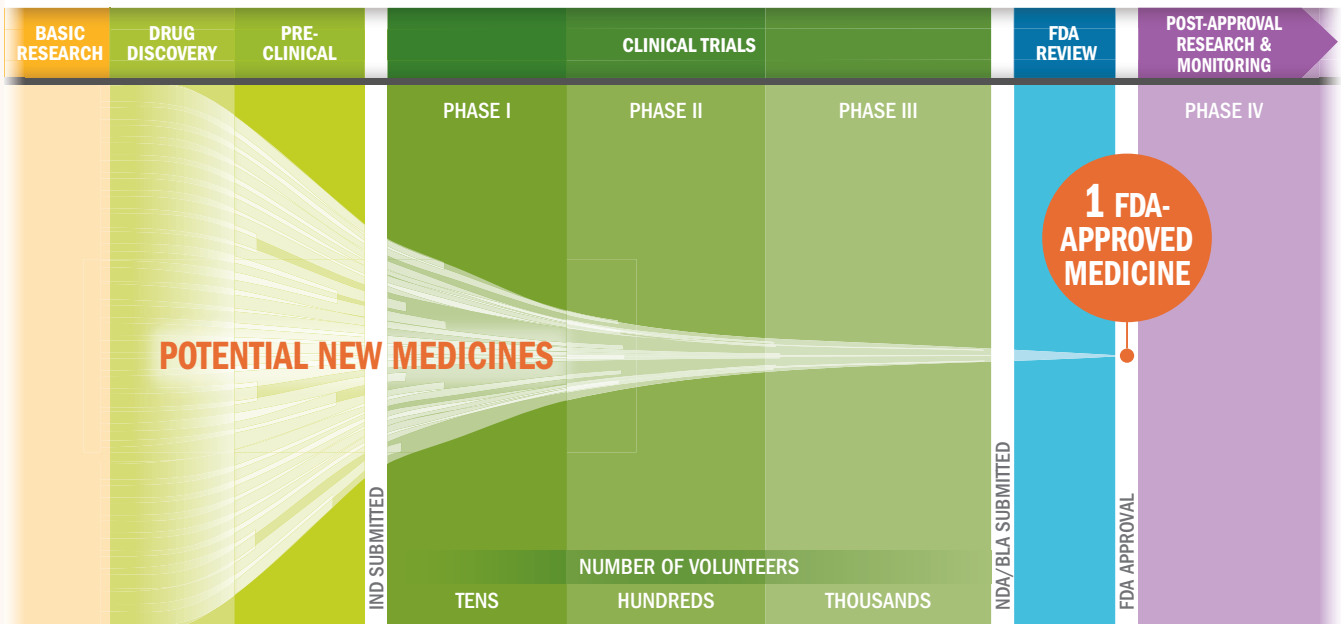 BASIC
RESEARCH
DRUG
DISCOVERY
PRE-
CLINICAL
CLINICAL TRIALS
FDA
REVIEW
POST-APPROVAL
RESEARCH &
MONITORING
PHASE I
PHASE II
PHASE III
PHASE IV
1 FDA-
APPROVED
MEDICINE
POTENTIAL NEW MEDICINES
IND SUBMITTED
NDA/BLA SUBMITTED
FDA APPROVAL
NUMBER OF VOLUNTEERS
TENS
HUNDREDS
THOUSANDS